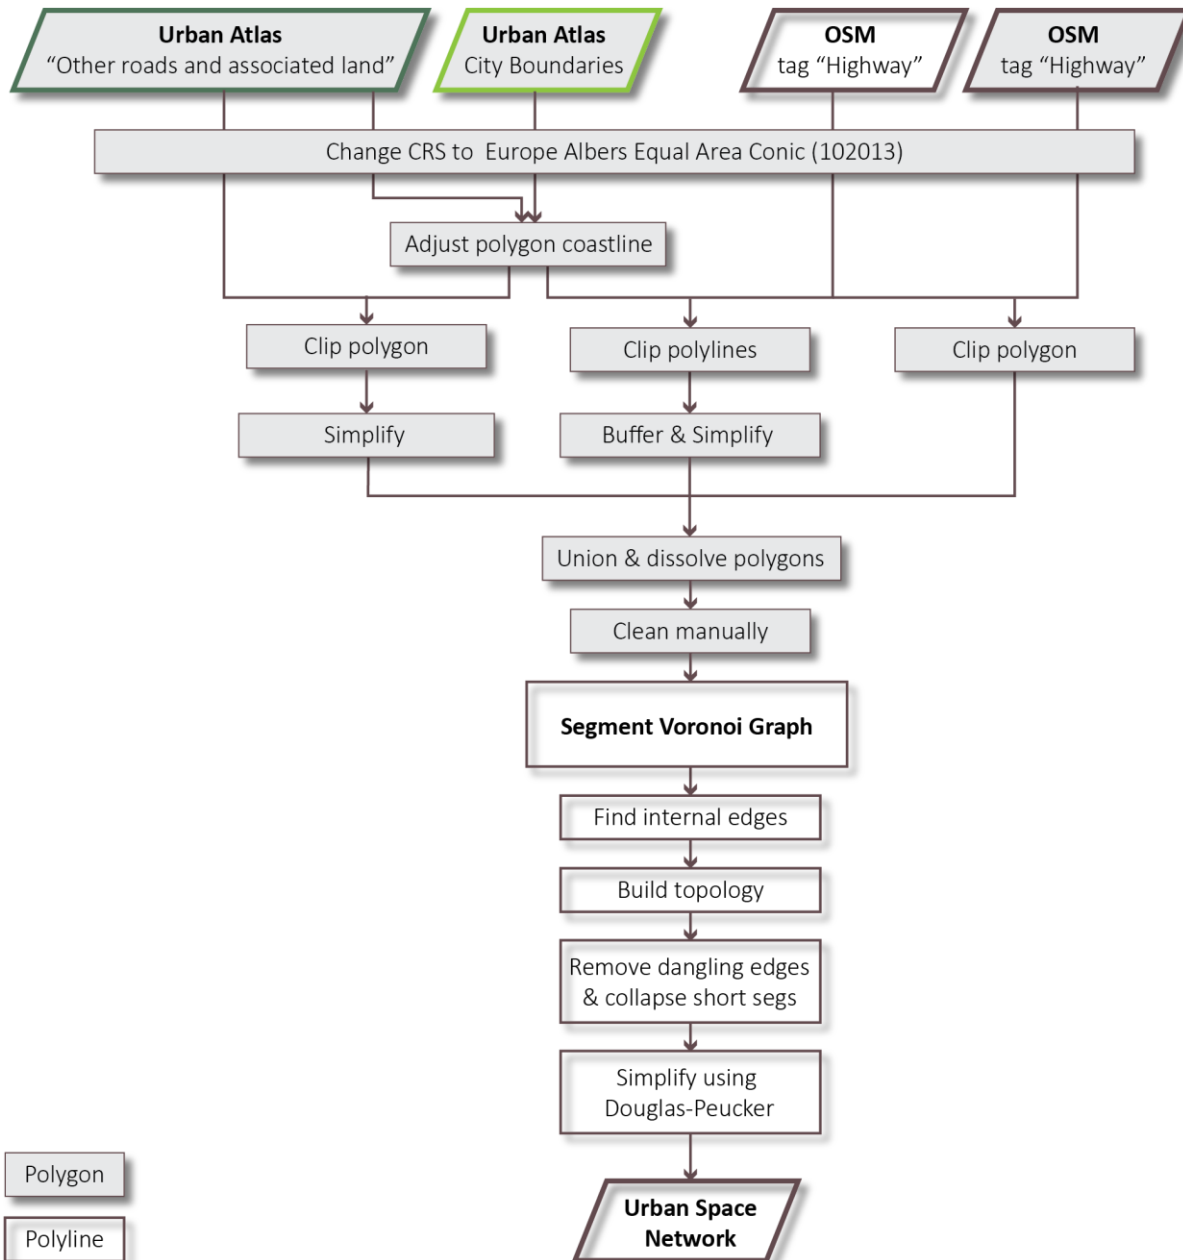 Urban Atlas
“Other roads and associated land”
Urban Atlas
City Boundaries
OSM
tag “Highway”
OSM
tag “Highway”
Change CRS to Europe Albers Equal Area Conic (102013)
Adjust polygon coastline
Clip polygon
Clip polylines
Clip polygon
Simplify
Buffer & Simplify
Union & dissolve polygons
Clean manually
Segment Voronoi Graph
Find internal edges
Build topology
Remove dangling edges
& collapse short segs
Simplify using
Douglas-Peucker
Polygon
Polyline
Urban Space
Network